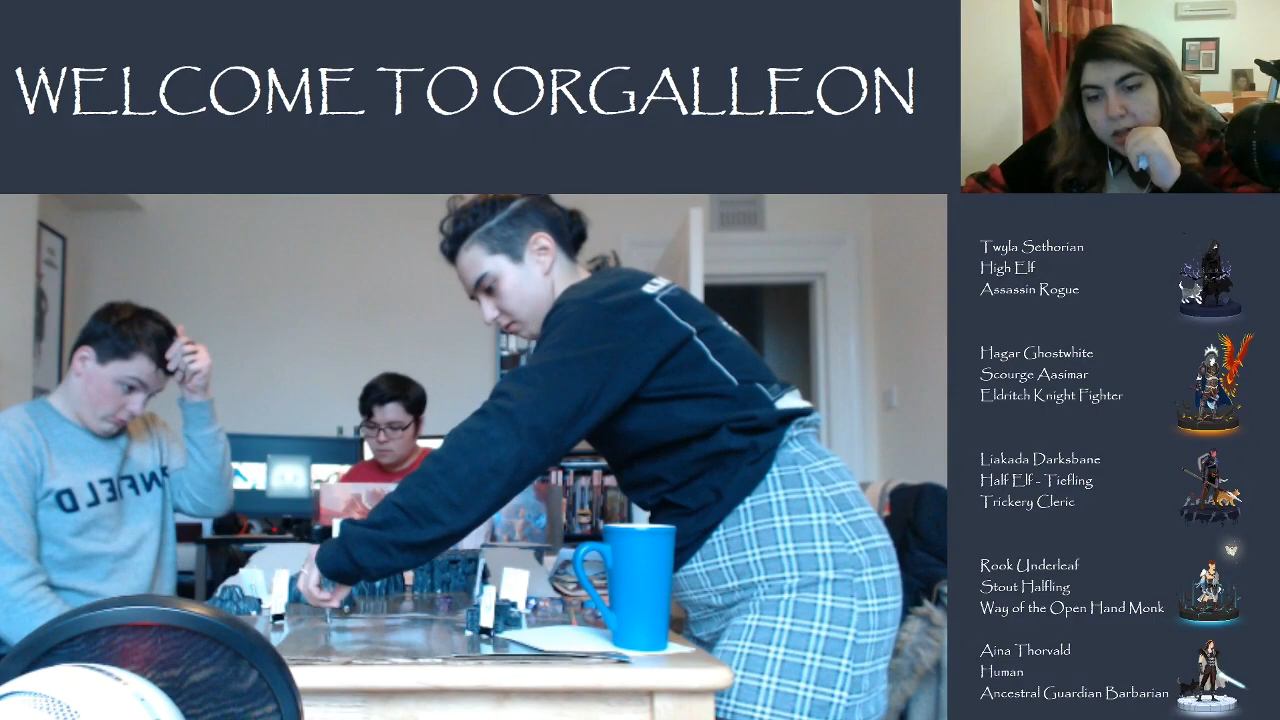 WELCOME TO ORGALLEON
Twyla Sethorian
High Elf
Assassin Rogue
Hagar Ghostwhite
Scourge Aasimar
Eldritch Knight Fighter
Liakada Darksbane
Half Elf - Tiefling
Trickery Cleric
Rook Underleaf
Stout Halfling
Way of the Open Hand Monk
Aina Thorvald
Human
Ancestral Guardian Barbarian
NFIELD